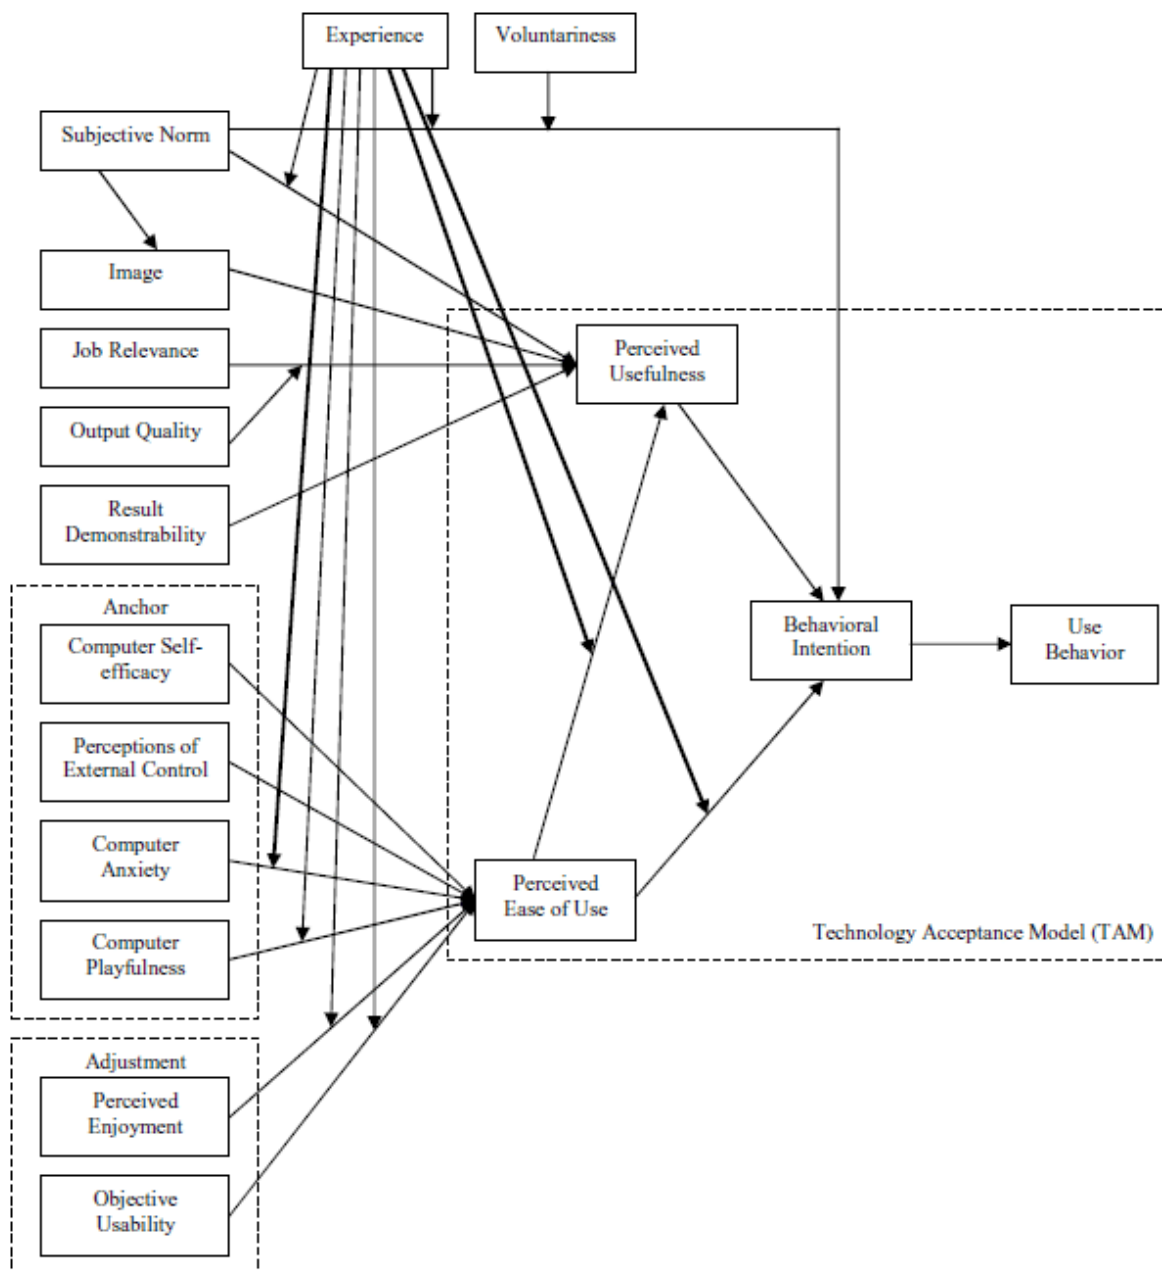 Experience
Voluntariness
Subjective Norm
Image
Job Relevance
Output Quality
Result
Demonstrability
Anchor
Computer Self-
efficacy
Perceptions of
External Control
Computer
Anxiety
Computer
Playfulness
Adjustment
Perceived
Enjoyment
Objective
Usability
Perceived
Usefulness
Behavioral
Intention
Use
Behavior
Perceived
Ease of Use
Technology Acceptance Model (TAM)